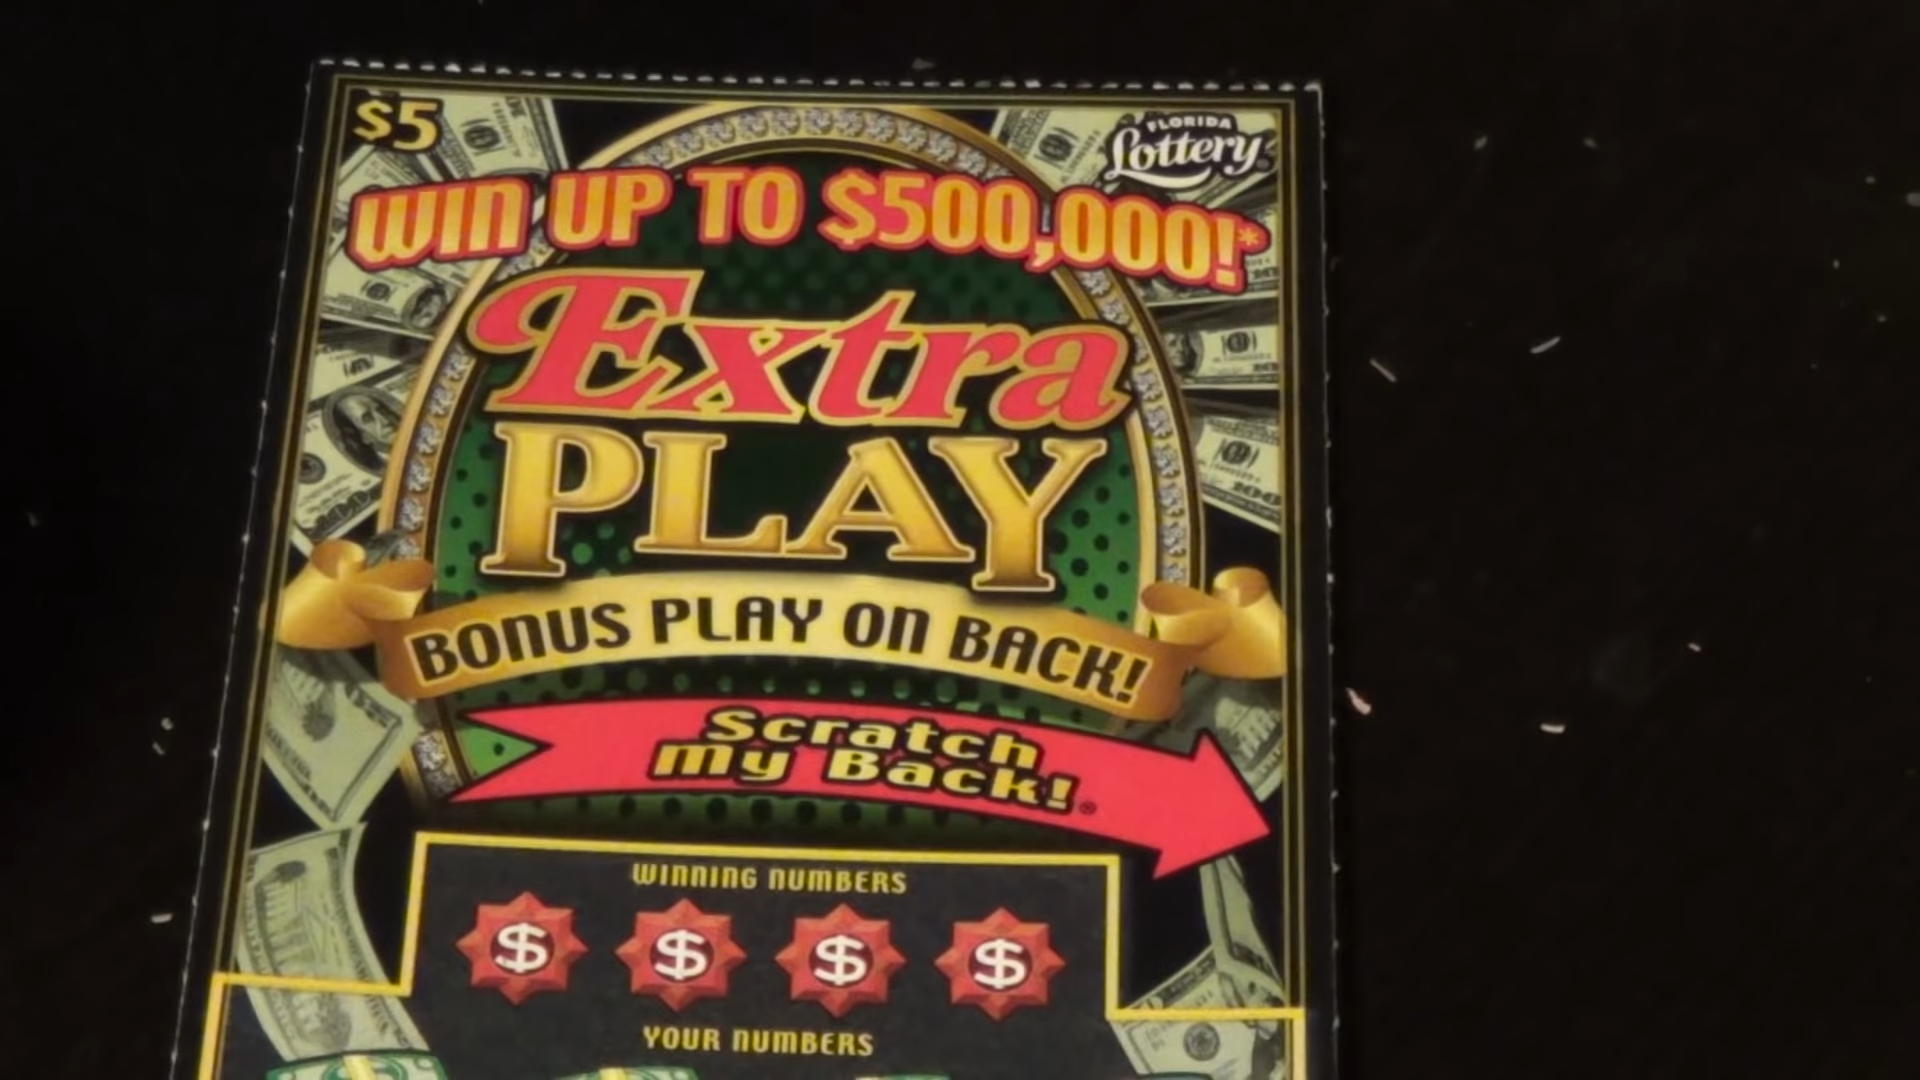 $5
FLORIDA
Lottery
WIN UP TO $500,000!*
Extra
PLAY
BONUS PLAY ON BACK!
Scratch
My Back!®
WINNING NUMBERS
$ $ $ $
YOUR NUMBERS